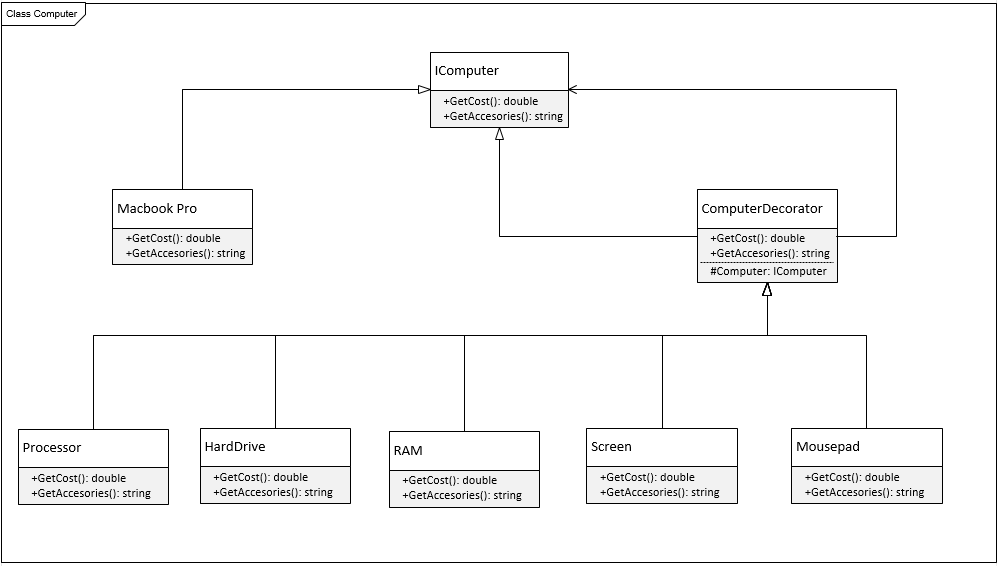 Class Computer
IComputer
+GetCost(): double
+GetAccesories(): string
Macbook Pro
+GetCost(): double
+GetAccesories(): string
ComputerDecorator
+GetCost(): double
+GetAccesories(): string
#Computer: IComputer
Processor
+GetCost(): double
+GetAccesories(): string
HardDrive
+GetCost(): double
+GetAccesories(): string
RAM
+GetCost(): double
+GetAccesories(): string
Screen
+GetCost(): double
+GetAccesories(): string
Mousepad
+GetCost(): double
+GetAccesories(): string